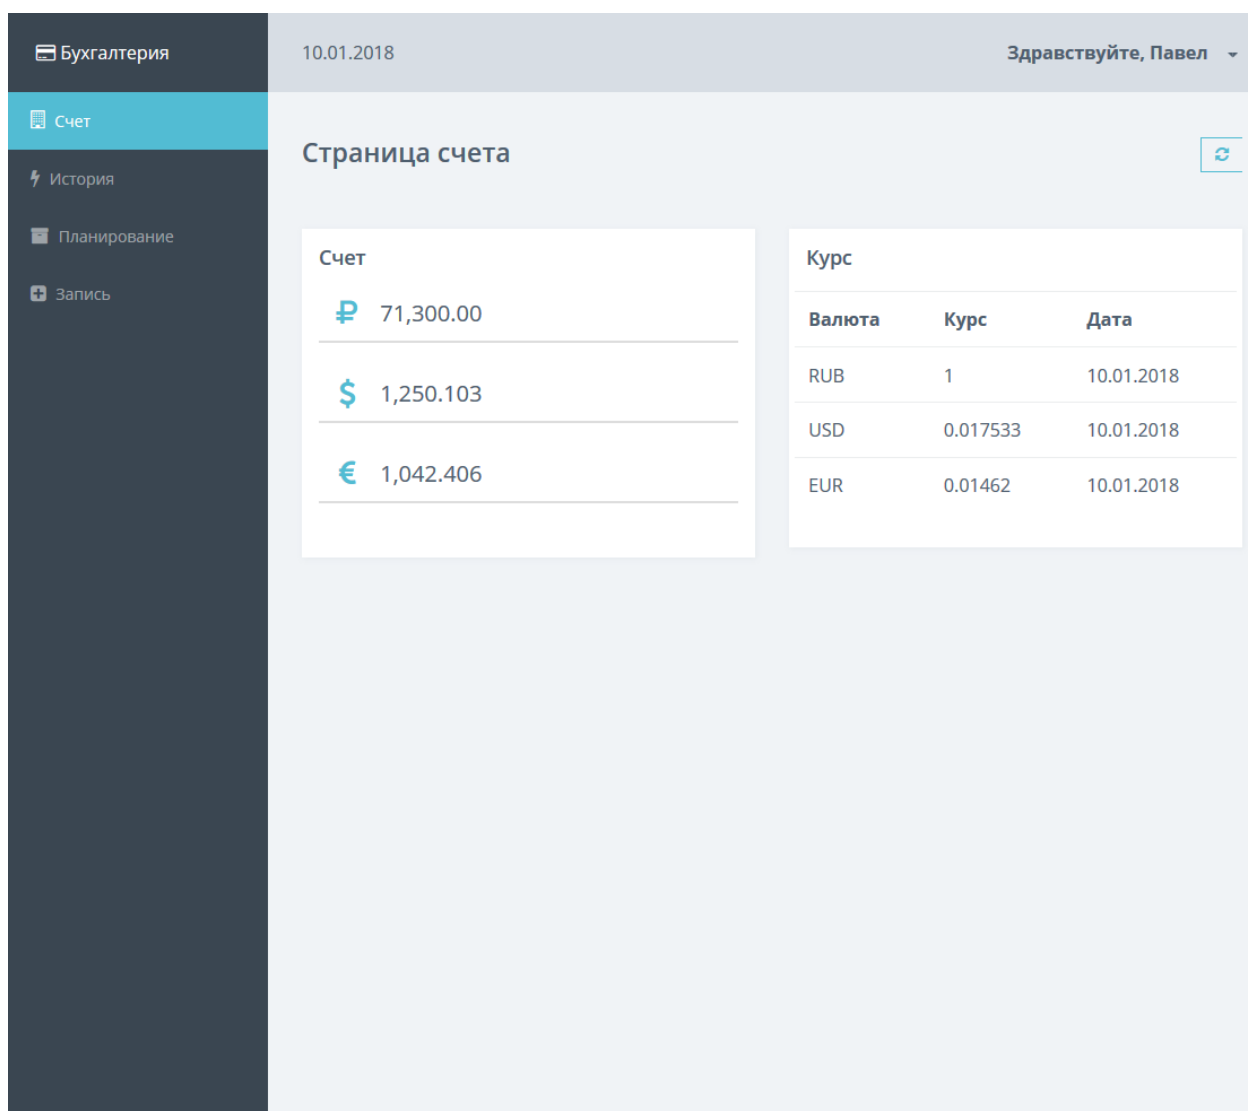 Бухгалтерия
10.01.2018
Здравствуйте, Павел
Счет
История
Планирование
Запись
Страница счета
Счет
₽ 71,300.00
$ 1,250.103
€ 1,042.406
Курс
Валюта Курс Дата
RUB 1 10.01.2018
USD 0.017533 10.01.2018
EUR 0.01462 10.01.2018